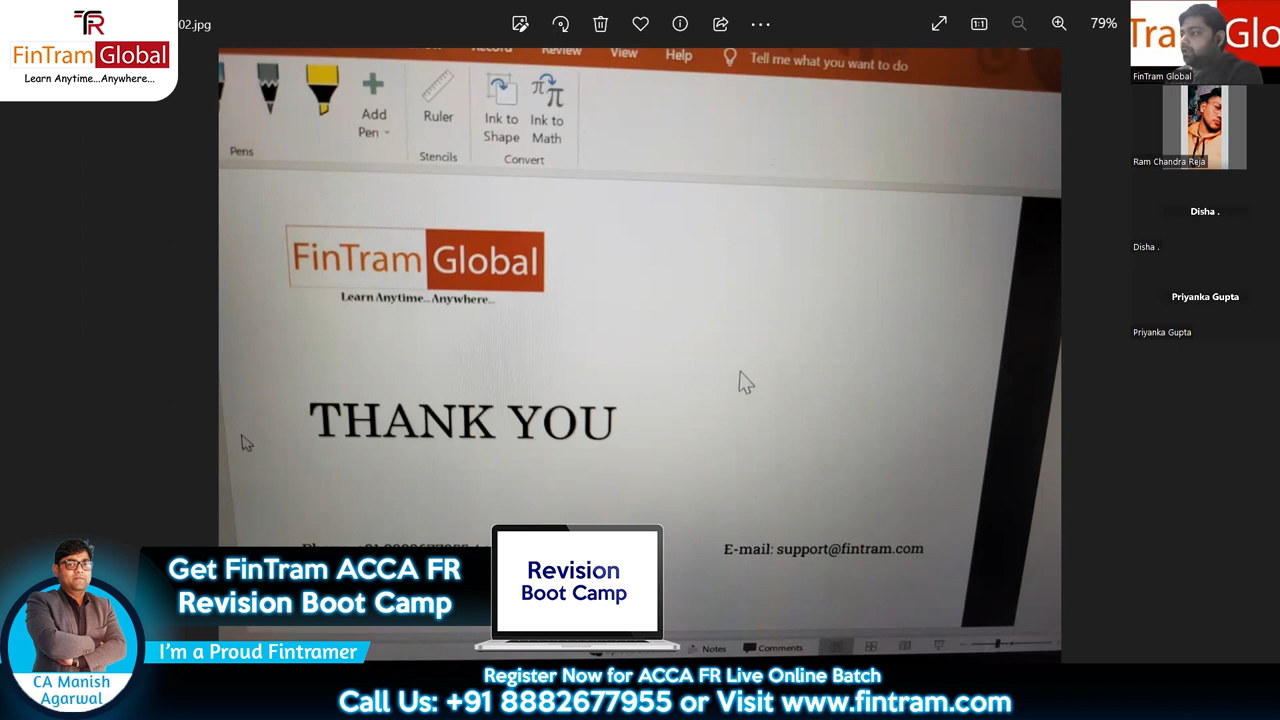 TR
FinTram Global
Learn Anytime...Anywhere...
02.jpg
79%
Record
Review
View
Help
Tell me what you want to do
Add
Pen
Ruler
Ink to
Shape
Ink to
Math
Pens
Stencils
Convert
FinTram Global
Learn Anytime...Anywhere...
THANK YOU
E-mail: support@fintram.com
Notes
Comments
Tra
Glo
FinTram Global
Ram Chandra Reja
Disha .
Disha .
Priyanka Gupta
Priyanka Gupta
Get FinTram ACCA FR
Revision Boot Camp
Revision
Boot Camp
I'm a Proud Fintramer
CA Manish
Agarwal
Register Now for ACCA FR Live Online Batch
Call Us: +91 8882677955 or Visit www.fintram.com